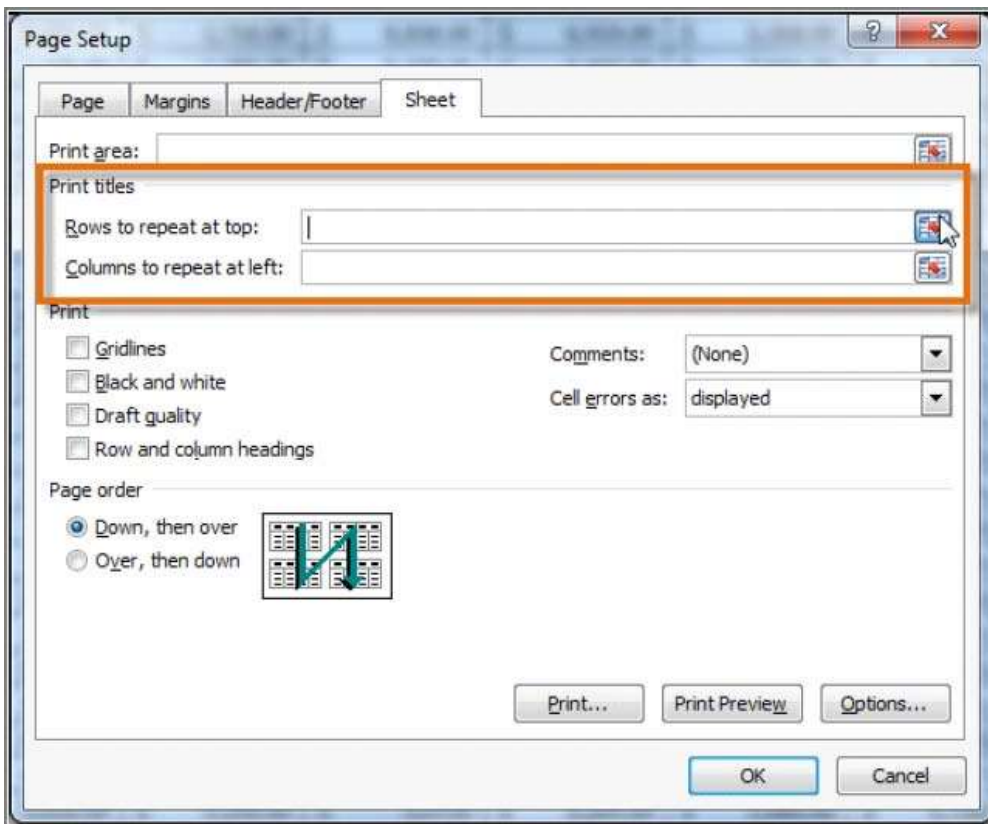 Page Setup
Page Margins Header/Footer Sheet
Print area:
Print titles
Rows to repeat at top:
Columns to repeat at left:
Print
Gridlines
Comments: (None)
Black and white
Cell errors as: displayed
Draft quality
Row and column headings
Page order
Down, then over
Over, then down
Print... Print Preview Options...
OK Cancel